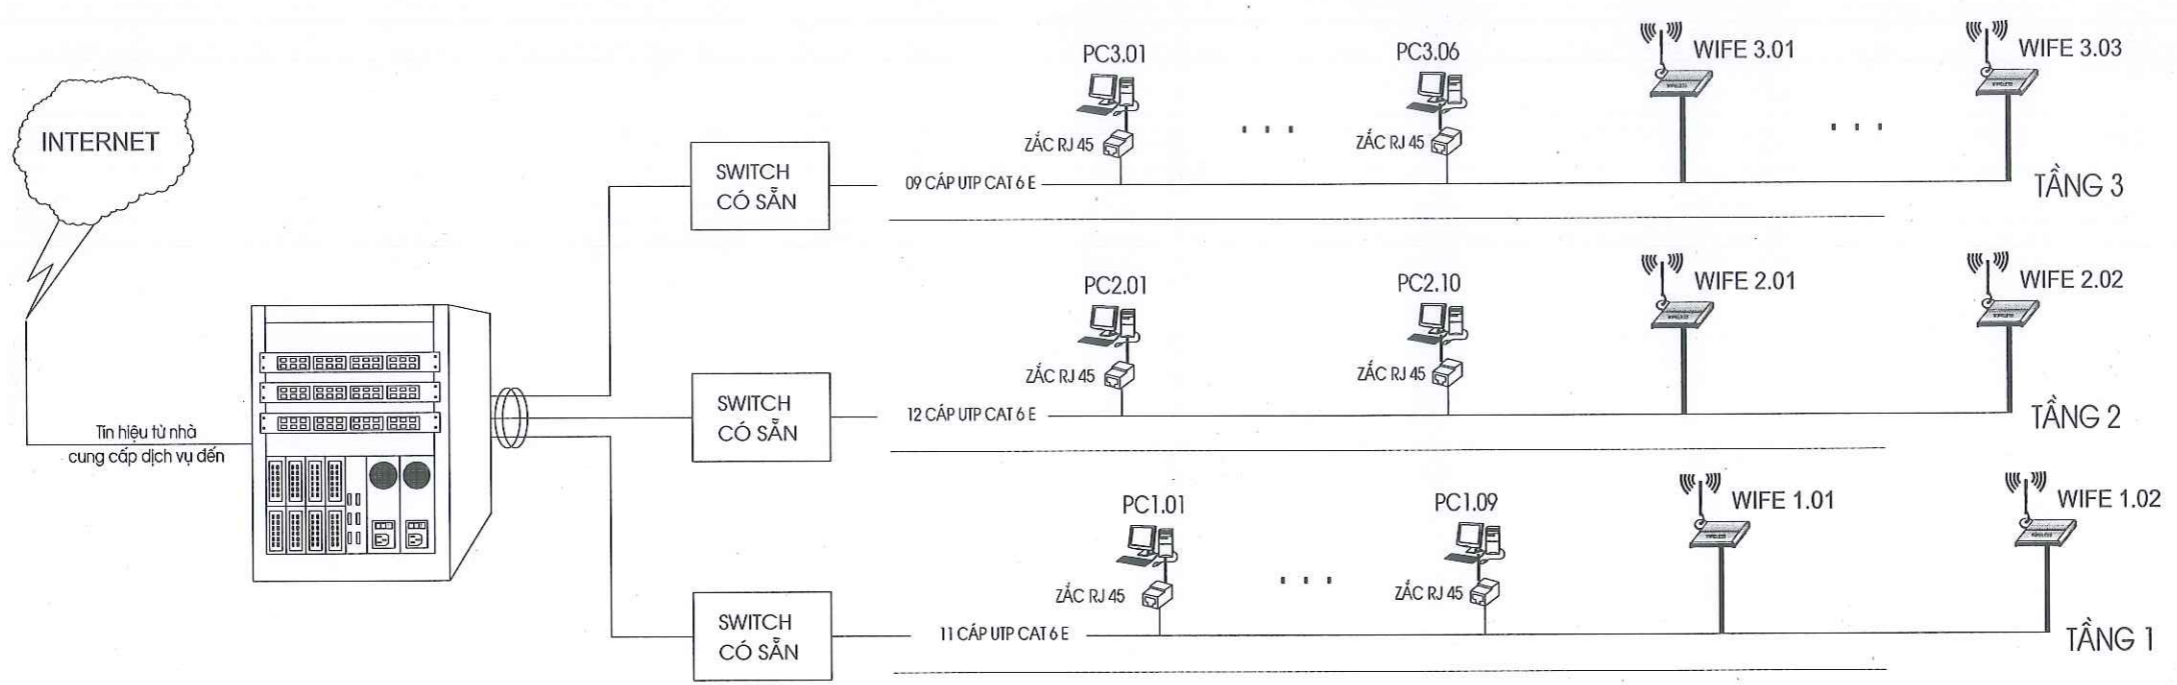 INTERNET
Tín hiệu từ nhà
cung cấp dịch vụ đến
SWITCH
CÓ SẴN
09 CÁP UTP CAT 6 E
PC3.01
ZẮC RJ 45
PC3.06
ZẮC RJ 45
WIFE 3.01
WIFE 3.03
TẦNG 3
SWITCH
CÓ SẴN
12 CÁP UTP CAT 6 E
PC2.01
ZẮC RJ 45
PC2.10
ZẮC RJ 45
WIFE 2.01
WIFE 2.02
TẦNG 2
SWITCH
CÓ SẴN
11 CÁP UTP CAT 6 E
PC1.01
ZẮC RJ 45
PC1.09
ZẮC RJ 45
WIFE 1.01
WIFE 1.02
TẦNG 1